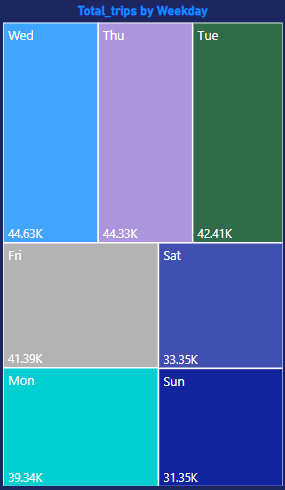 Total_trips by Weekday
Wed
Thu
Tue
44.63K
44.33K
42.41K
Fri
Sat
41.39K
33.35K
Mon
Sun
39.34K
31.35K